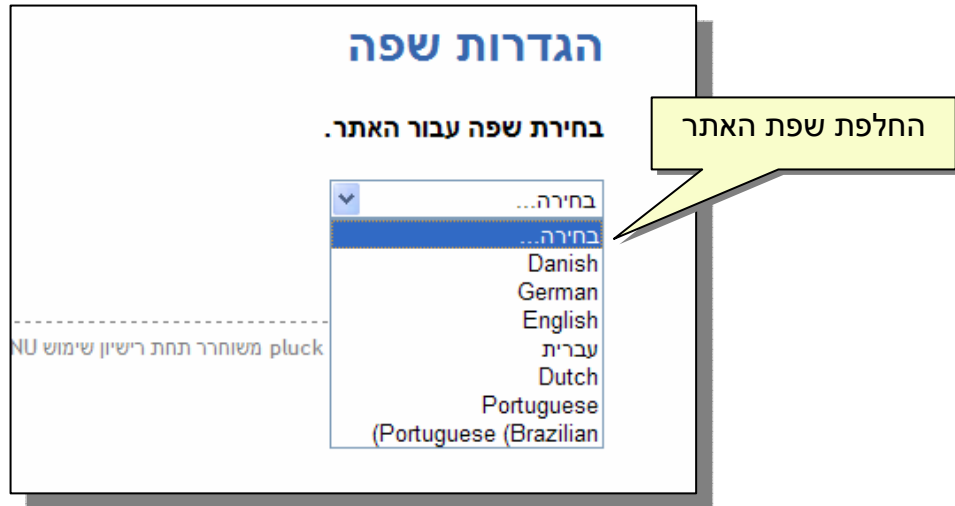 הגדרות שפה
בחירת שפה עבור האתר.
החלפת שפת האתר
בחירה...
בחירה...
Danish
German
English
עברית
Dutch
Portuguese
(Portuguese (Brazilian
pluck משוחרר תחת רישיון שימוש NU